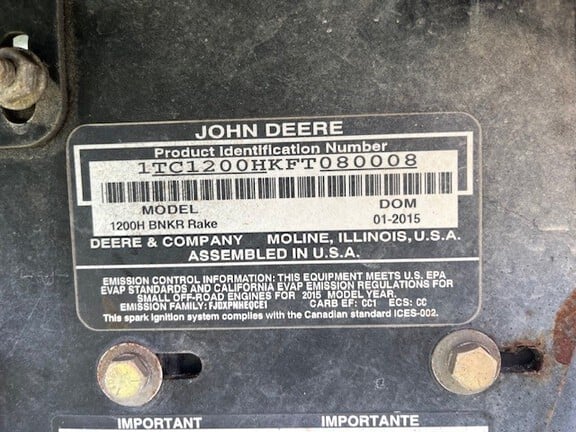 JOHN DEERE
Product Identification Number
1TC1200HKFT080008
MODEL DOM
1200H BNKR Rake 01-2015
DEERE & COMPANY MOLINE, ILLINOIS, U.S.A.
ASSEMBLED IN U.S.A.
EMISSION CONTROL INFORMATION: THIS EQUIPMENT MEETS U.S. EPA
EVAP STANDARDS AND CALIFORNIA EVAP EMISSION REGULATIONS FOR
SMALL OFF-ROAD ENGINES FOR 2015 MODEL YEAR.
EMISSION FAMILY: FJDXPNHEQCE1 CARB EF: CC1 ECS: CC
This spark ignition system complies with the Canadian standard ICES-002.
IMPORTANT IMPORTANTE